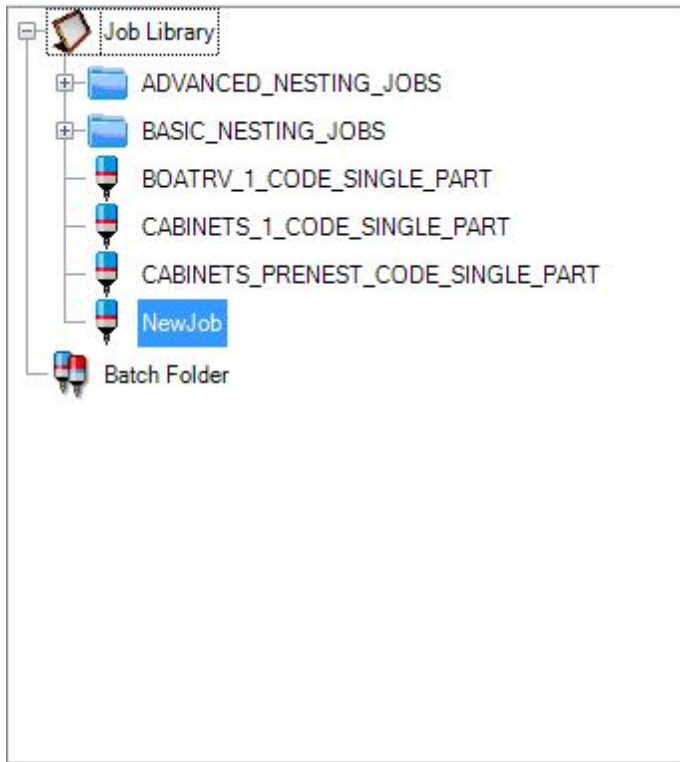 Job Library
ADVANCED_NESTING_JOBS
BASIC_NESTING_JOBS
BOATRV_1_CODE_SINGLE_PART
CABINETS_1_CODE_SINGLE_PART
CABINETS_PRENEST_CODE_SINGLE_PART
NewJob
Batch Folder